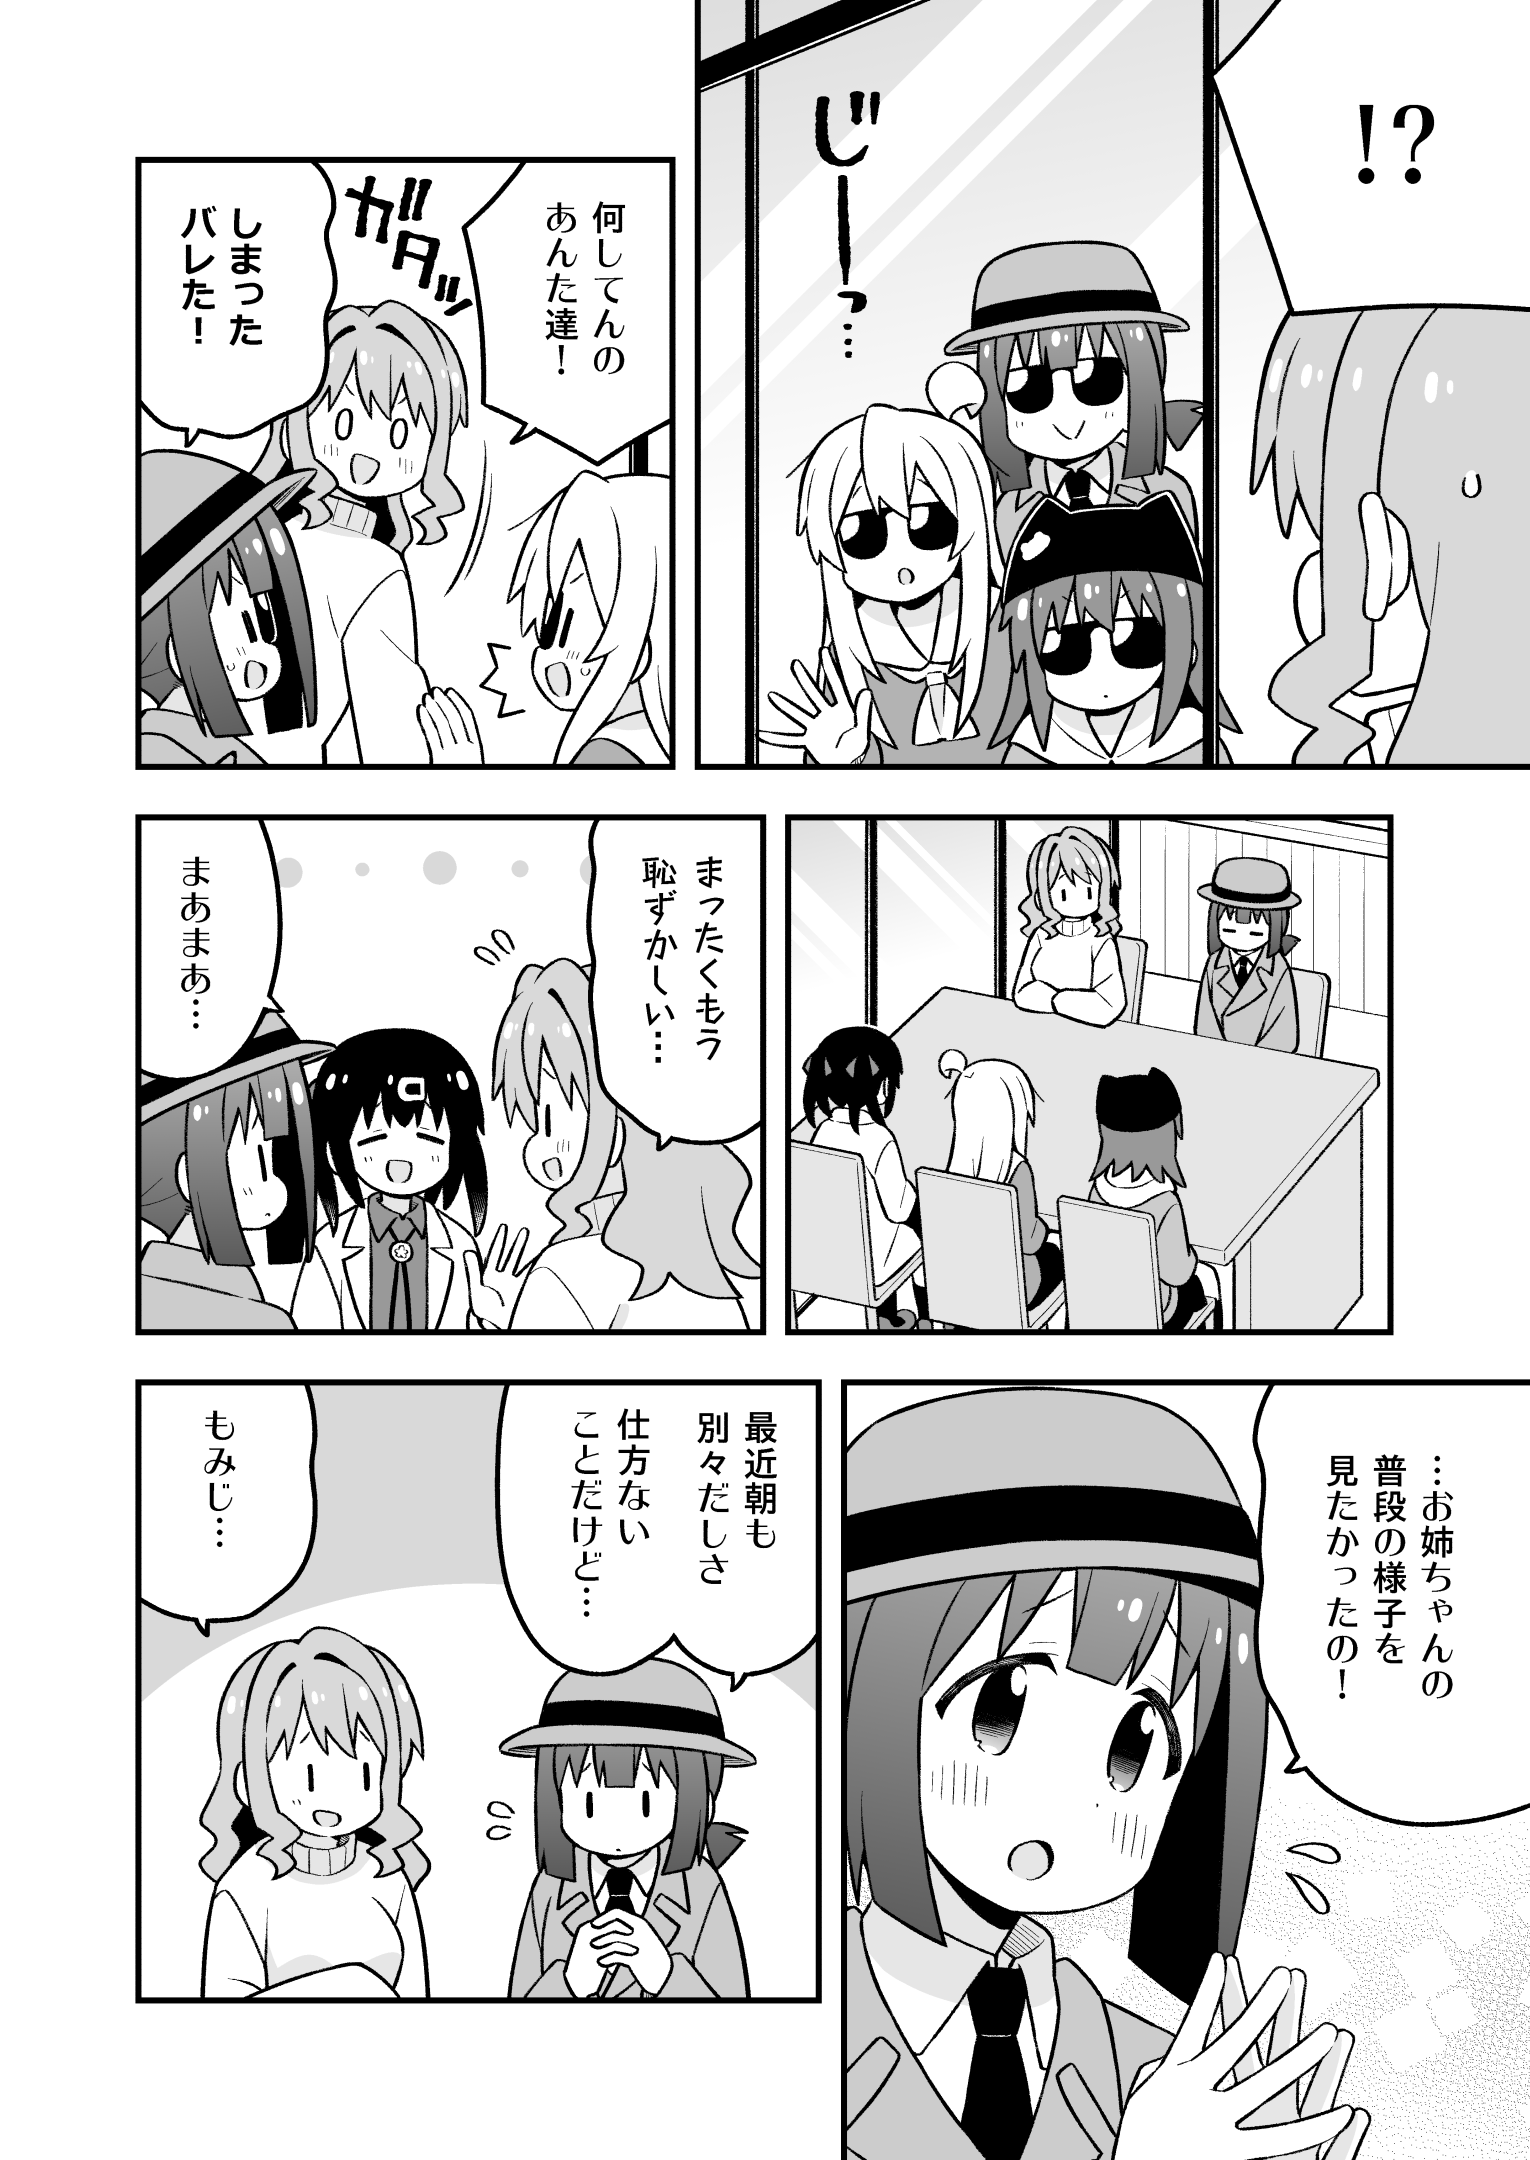 !?
じーっ…
何してんの
あんた達！
ガタッ
しまった
バレた！
まったくもう
恥ずかしい…
まあまあ…
…お姉ちゃんの
普段の様子を
見たかったの！
最近朝も
別々だしさ
仕方ない
ことだけど…
もみじ…